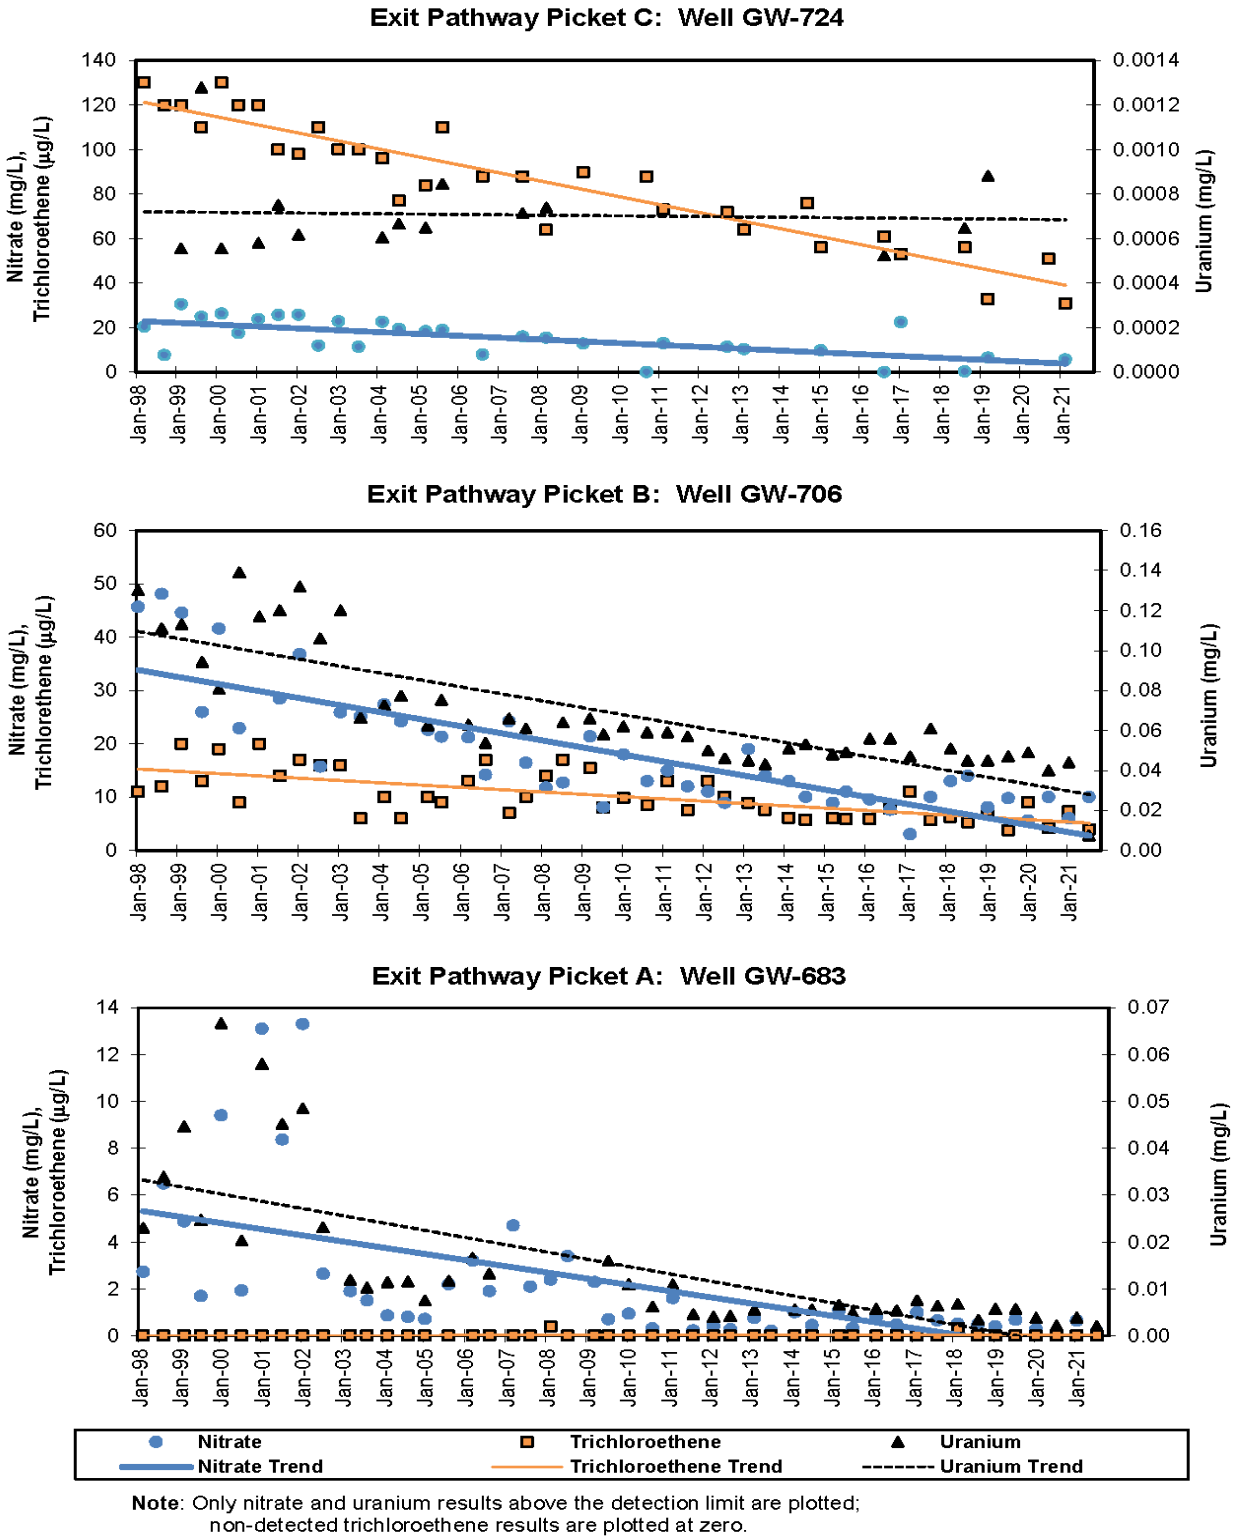 Exit Pathway Picket C: Well GW-724
Nitrate (mg/L),
Trichloroethene (µg/L)
140
120
100
80
60
40
20
0
0.0014
0.0012
0.0010
0.0008
0.0006
0.0004
0.0002
0.0000
Uranium (mg/L)
Jan-98
Jan-99
Jan-00
Jan-01
Jan-02
Jan-03
Jan-04
Jan-05
Jan-06
Jan-07
Jan-08
Jan-09
Jan-10
Jan-11
Jan-12
Jan-13
Jan-14
Jan-15
Jan-16
Jan-17
Jan-18
Jan-19
Jan-20
Jan-21
Exit Pathway Picket B: Well GW-706
Nitrate (mg/L),
Trichlorethene (µg/L)
60
50
40
30
20
10
0
0.16
0.14
0.12
0.10
0.08
0.06
0.04
0.02
0.00
Uranium (mg/L)
Jan-98
Jan-99
Jan-00
Jan-01
Jan-02
Jan-03
Jan-04
Jan-05
Jan-06
Jan-07
Jan-08
Jan-09
Jan-10
Jan-11
Jan-12
Jan-13
Jan-14
Jan-15
Jan-16
Jan-17
Jan-18
Jan-19
Jan-20
Jan-21
Exit Pathway Picket A: Well GW-683
Nitrate (mg/L),
Trichloroethene (µg/L)
14
12
10
8
6
4
2
0
0.07
0.06
0.05
0.04
0.03
0.02
0.01
0.00
Uranium (mg/L)
Jan-98
Jan-99
Jan-00
Jan-01
Jan-02
Jan-03
Jan-04
Jan-05
Jan-06
Jan-07
Jan-08
Jan-09
Jan-10
Jan-11
Jan-12
Jan-13
Jan-14
Jan-15
Jan-16
Jan-17
Jan-18
Jan-19
Jan-20
Jan-21
Nitrate Trichloroethene Uranium
Nitrate Trend Trichloroethene Trend Uranium Trend
Note: Only nitrate and uranium results above the detection limit are plotted;
non-detected trichloroethene results are plotted at zero.